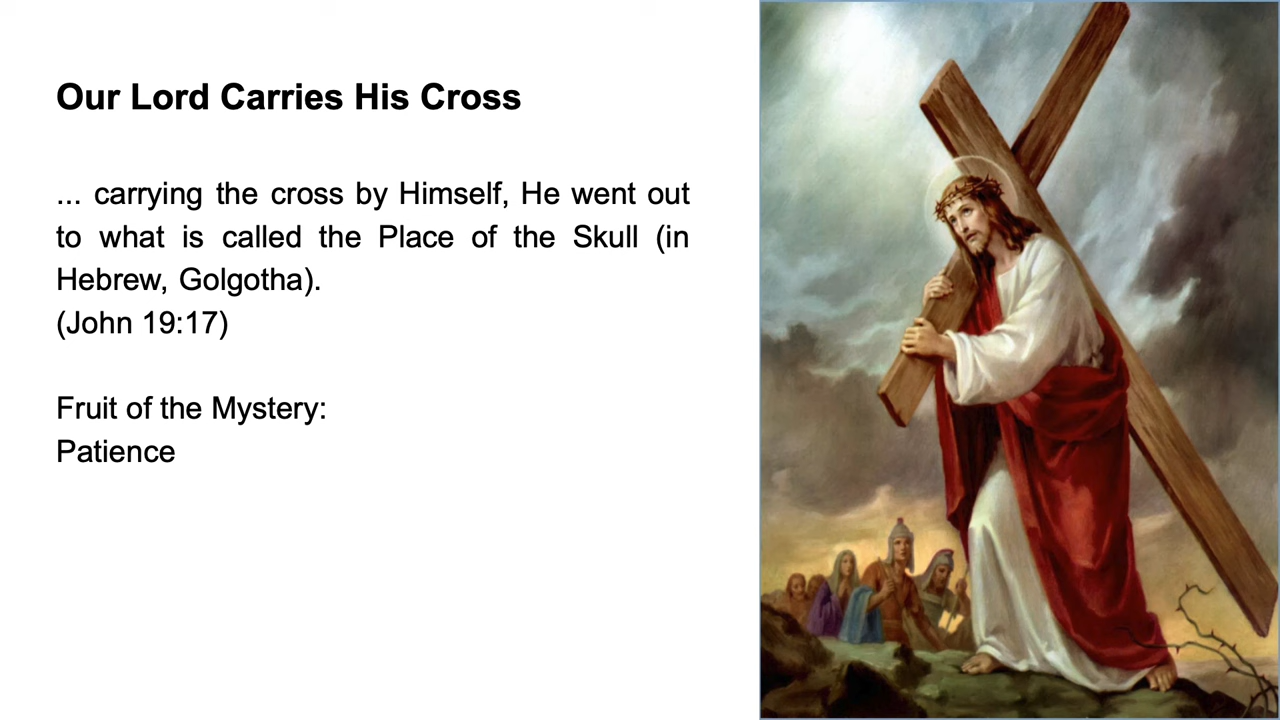 Our Lord Carries His Cross
... carrying the cross by Himself, He went out
to what is called the Place of the Skull (in
Hebrew, Golgotha).
(John 19:17)
Fruit of the Mystery:
Patience